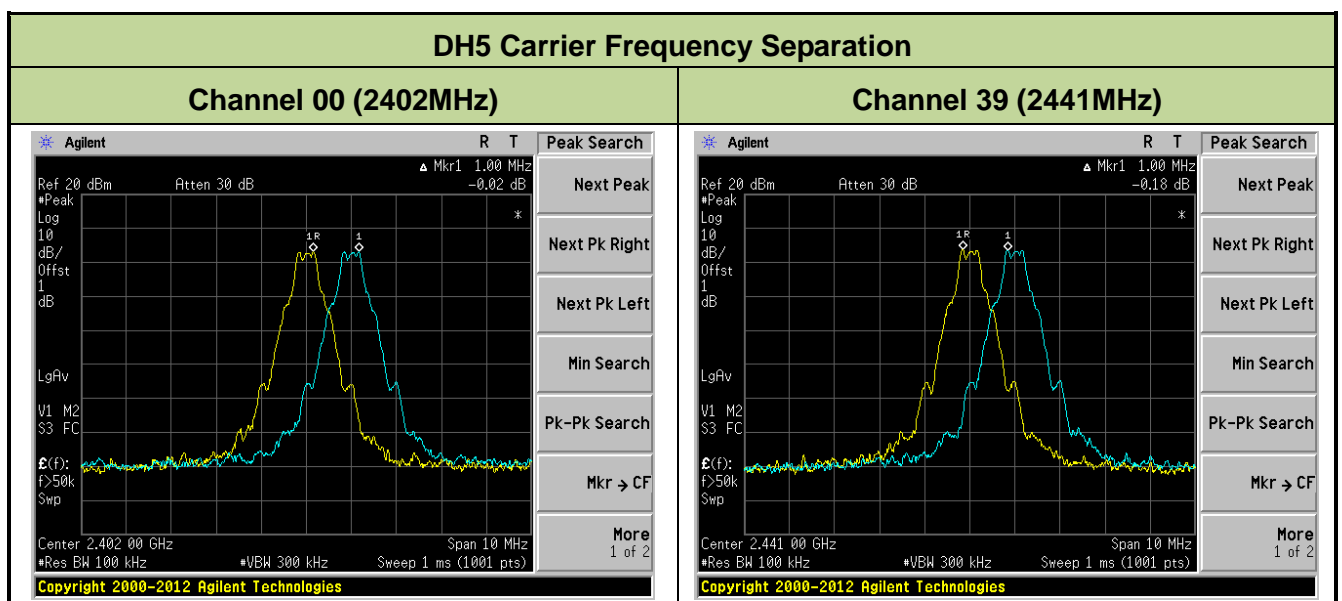 DH5 Carrier Frequency Separation
Channel 00 (2402MHz)
Channel 39 (2441MHz)
Agilent R T
Peak Search
Δ Mkr1 1.00 MHz
Ref 20 dBm Atten 30 dB -0.02 dB
#Peak
Log
10
dB/
Offst
1
dB
LgAv
V1 M2
S3 FC
£(f):
f>50k
Swp
*
1R 1
Center 2.402 00 GHz Span 10 MHz
#Res BW 100 kHz #VBW 300 kHz Sweep 1 ms (1001 pts)
Copyright 2000-2012 Agilent Technologies
Next Peak
Next Pk Right
Next Pk Left
Min Search
Pk-Pk Search
Mkr → CF
More
1 of 2
Agilent R T
Peak Search
Δ Mkr1 1.00 MHz
Ref 20 dBm Atten 30 dB -0.18 dB
#Peak
Log
10
dB/
Offst
1
dB
LgAv
V1 M2
S3 FC
£(f):
f>50k
Swp
*
1R 1
Center 2.441 00 GHz Span 10 MHz
#Res BW 100 kHz #VBW 300 kHz Sweep 1 ms (1001 pts)
Copyright 2000-2012 Agilent Technologies
Next Peak
Next Pk Right
Next Pk Left
Min Search
Pk-Pk Search
Mkr → CF
More
1 of 2